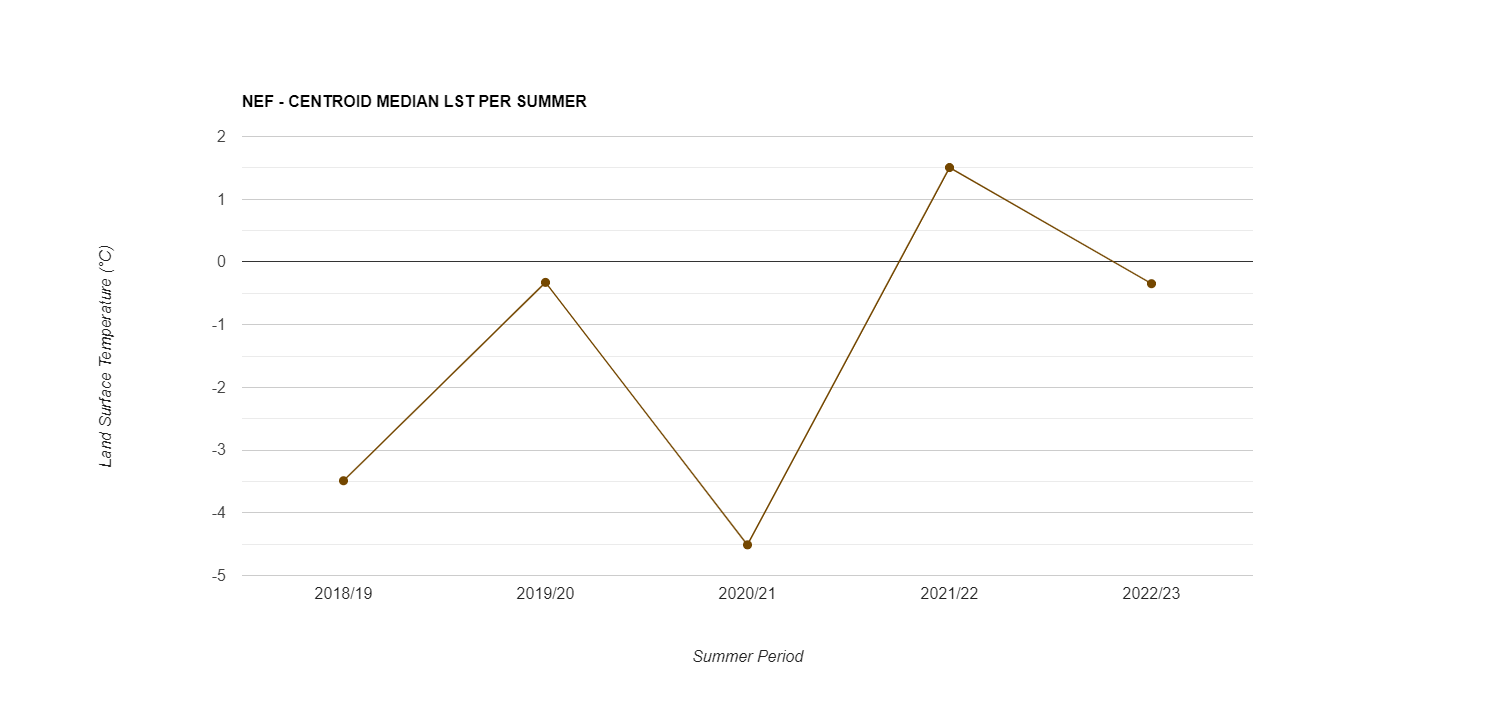 NEF - CENTROID MEDIAN LST PER SUMMER
Land Surface Temperature (°C)
2
1
0
-1
-2
-3
-4
-5
2018/19 2019/20 2020/21 2021/22 2022/23
Summer Period